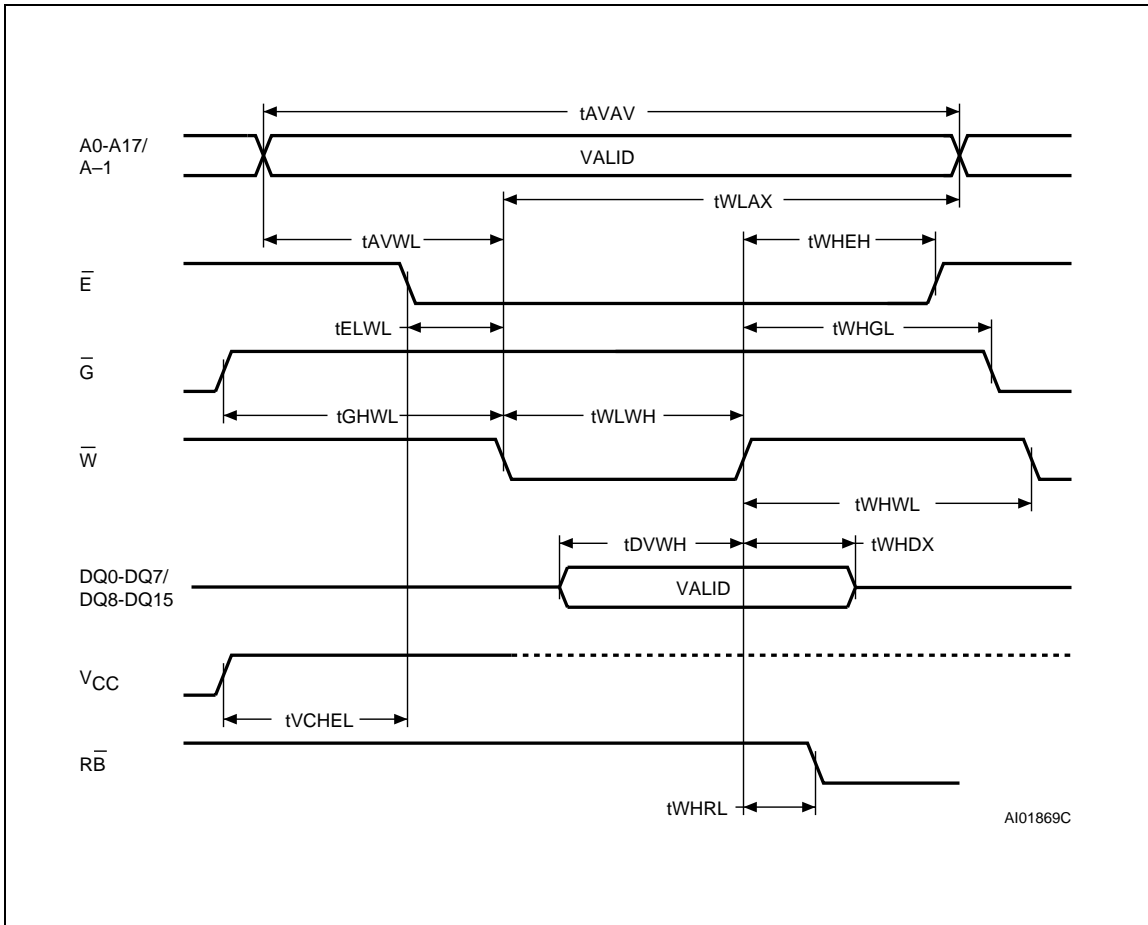 tAVAV
A0-A17/
A–1
VALID
tWLAX
tAVWL
tWHEH
E̅
tELWL
tWHGL
G̅
tGHWL
tWLWH
W̅
tWHWL
tDVWH
tWHDX
DQ0-DQ7/
DQ8-DQ15
VALID
VCC
tVCHEL
RB̅
tWHRL
AI01869C